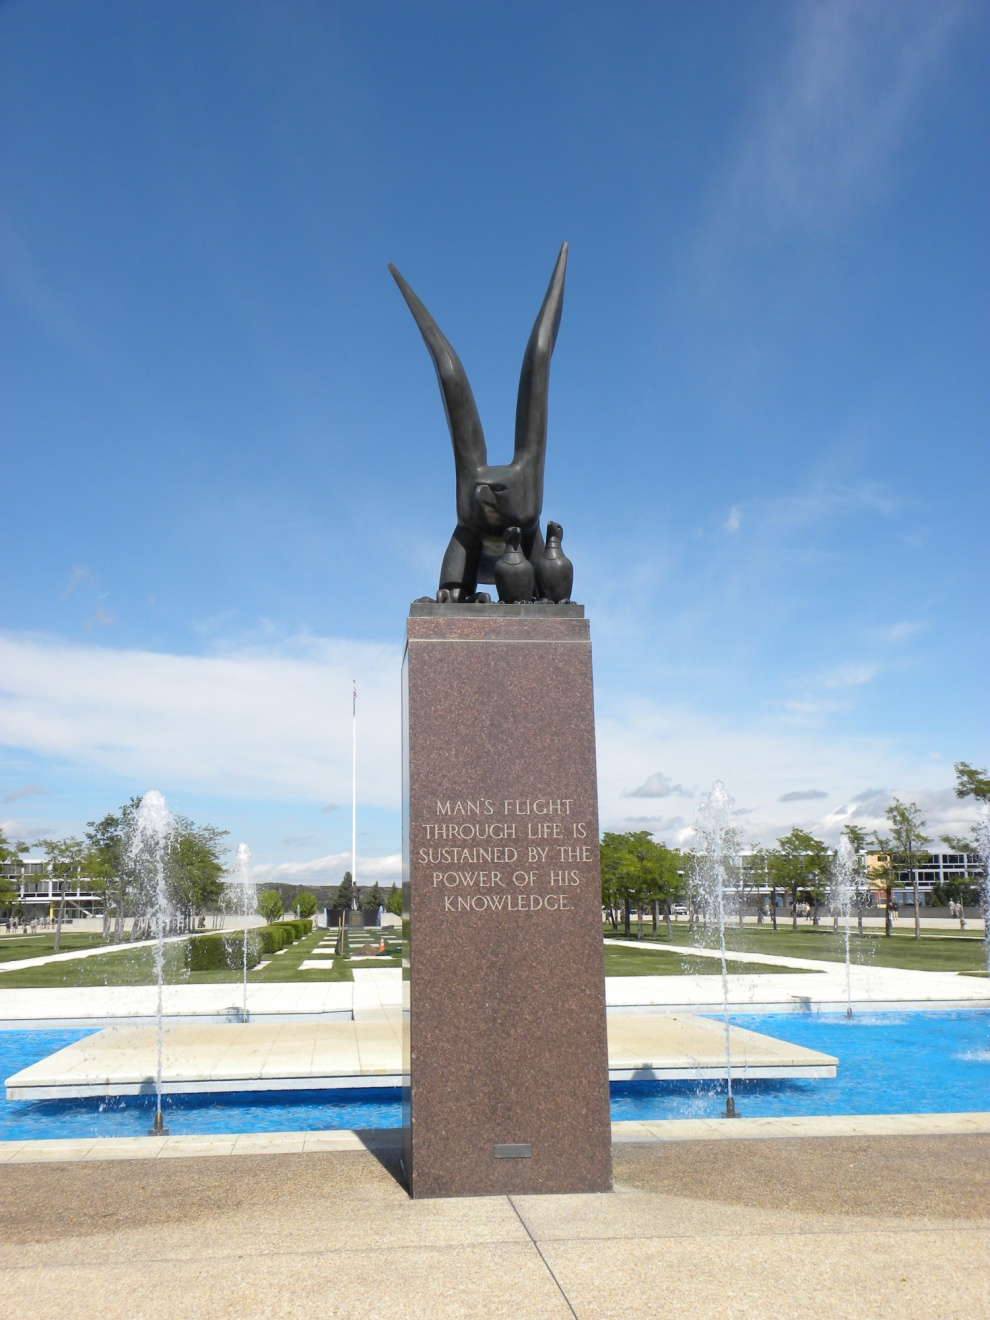 MAN'S FLIGHT
THROUGH LIFE IS
SUSTAINED BY THE
POWER OF HIS
KNOWLEDGE.